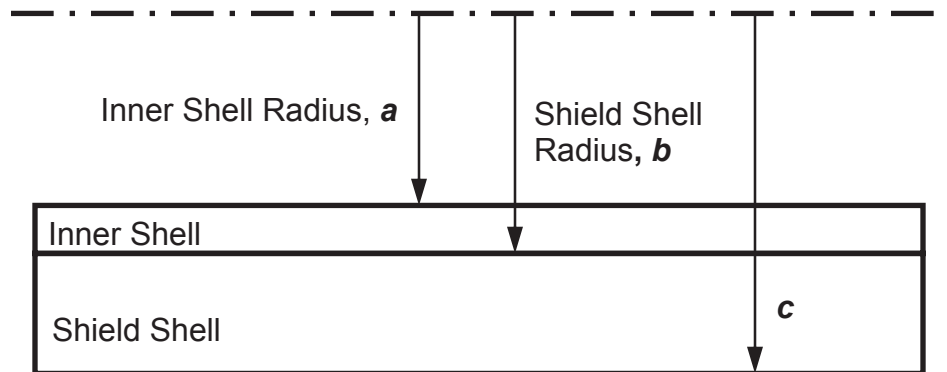 Inner Shell Radius, a
Shield Shell
Radius, b
Inner Shell
c
Shield Shell